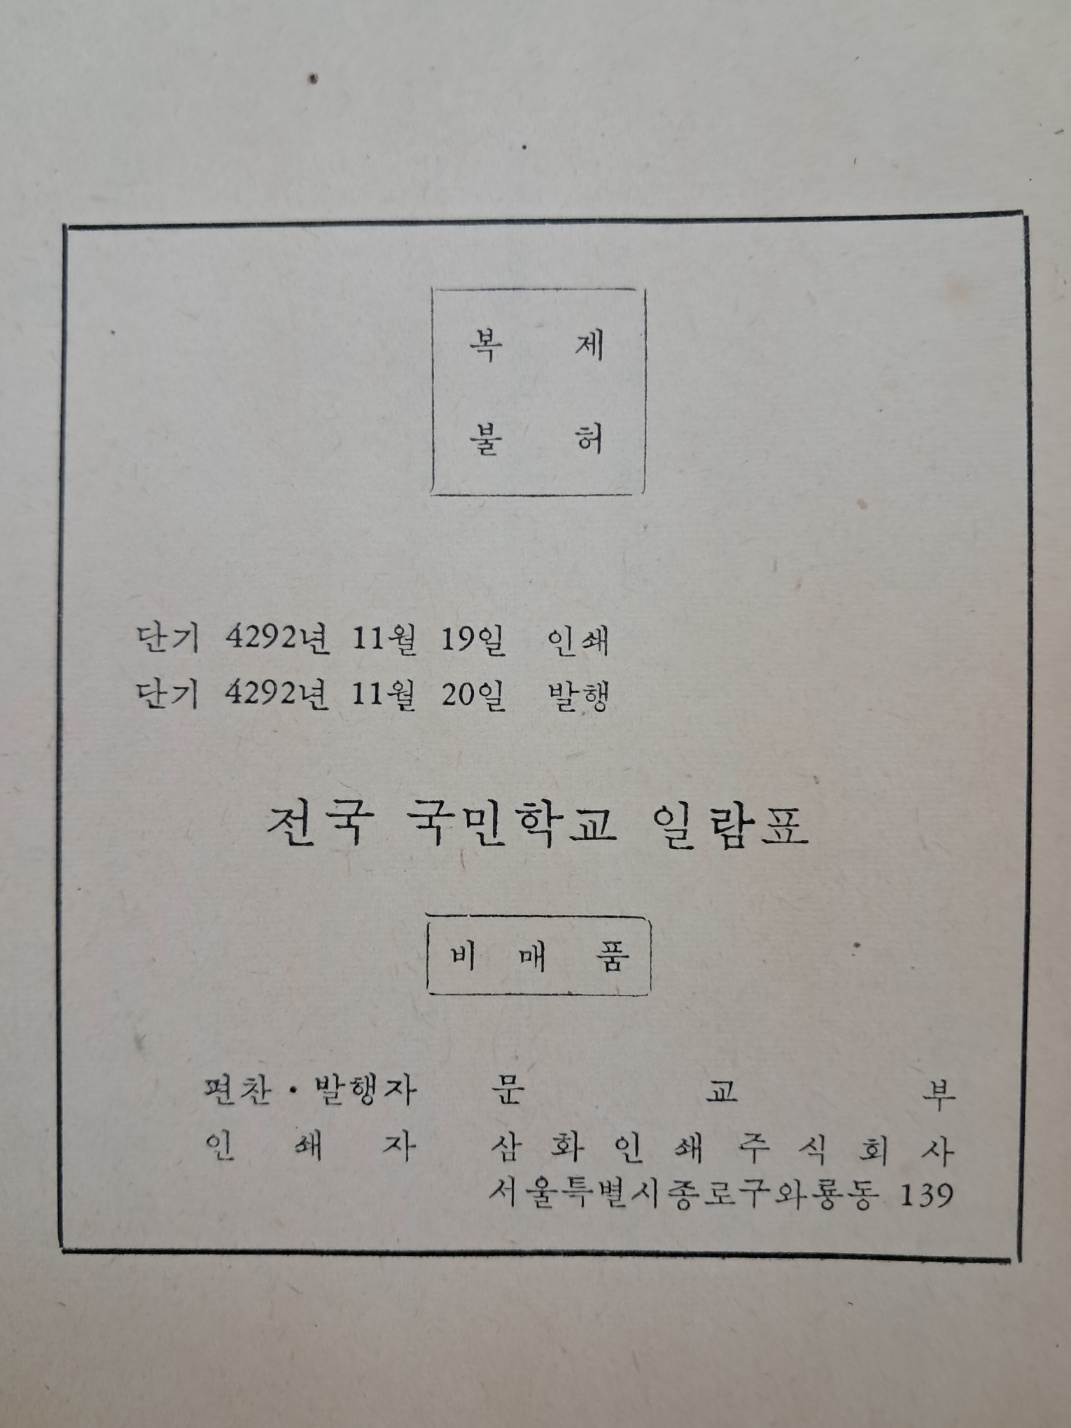 복 제
불 허
단기 4292년 11월 19일 인쇄
단기 4292년 11월 20일 발행
전국 국민학교 일람표
비 매 품
편찬・발행자 문 교 부
인 쇄 자 삼 화 인 쇄 주 식 회 사
서울특별시종로구와룡동 139